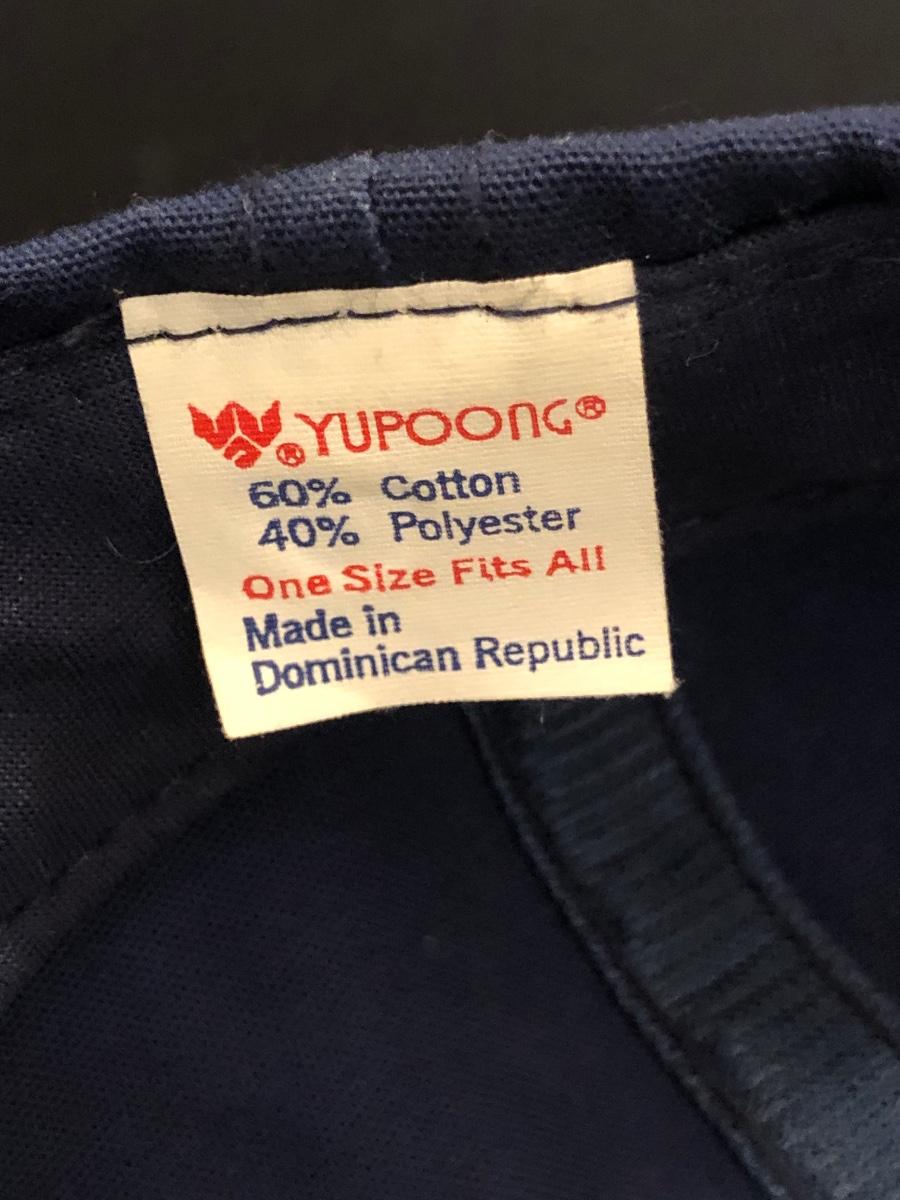 ®YUPOONG®
60% Cotton
40% Polyester
One Size Fits All
Made in
Dominican Republic